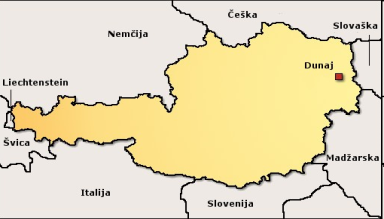 Češka
Slovaška
Nemčija
Dunaj
Liechtenstein
Švica
Madžarska
Italija
Slovenija